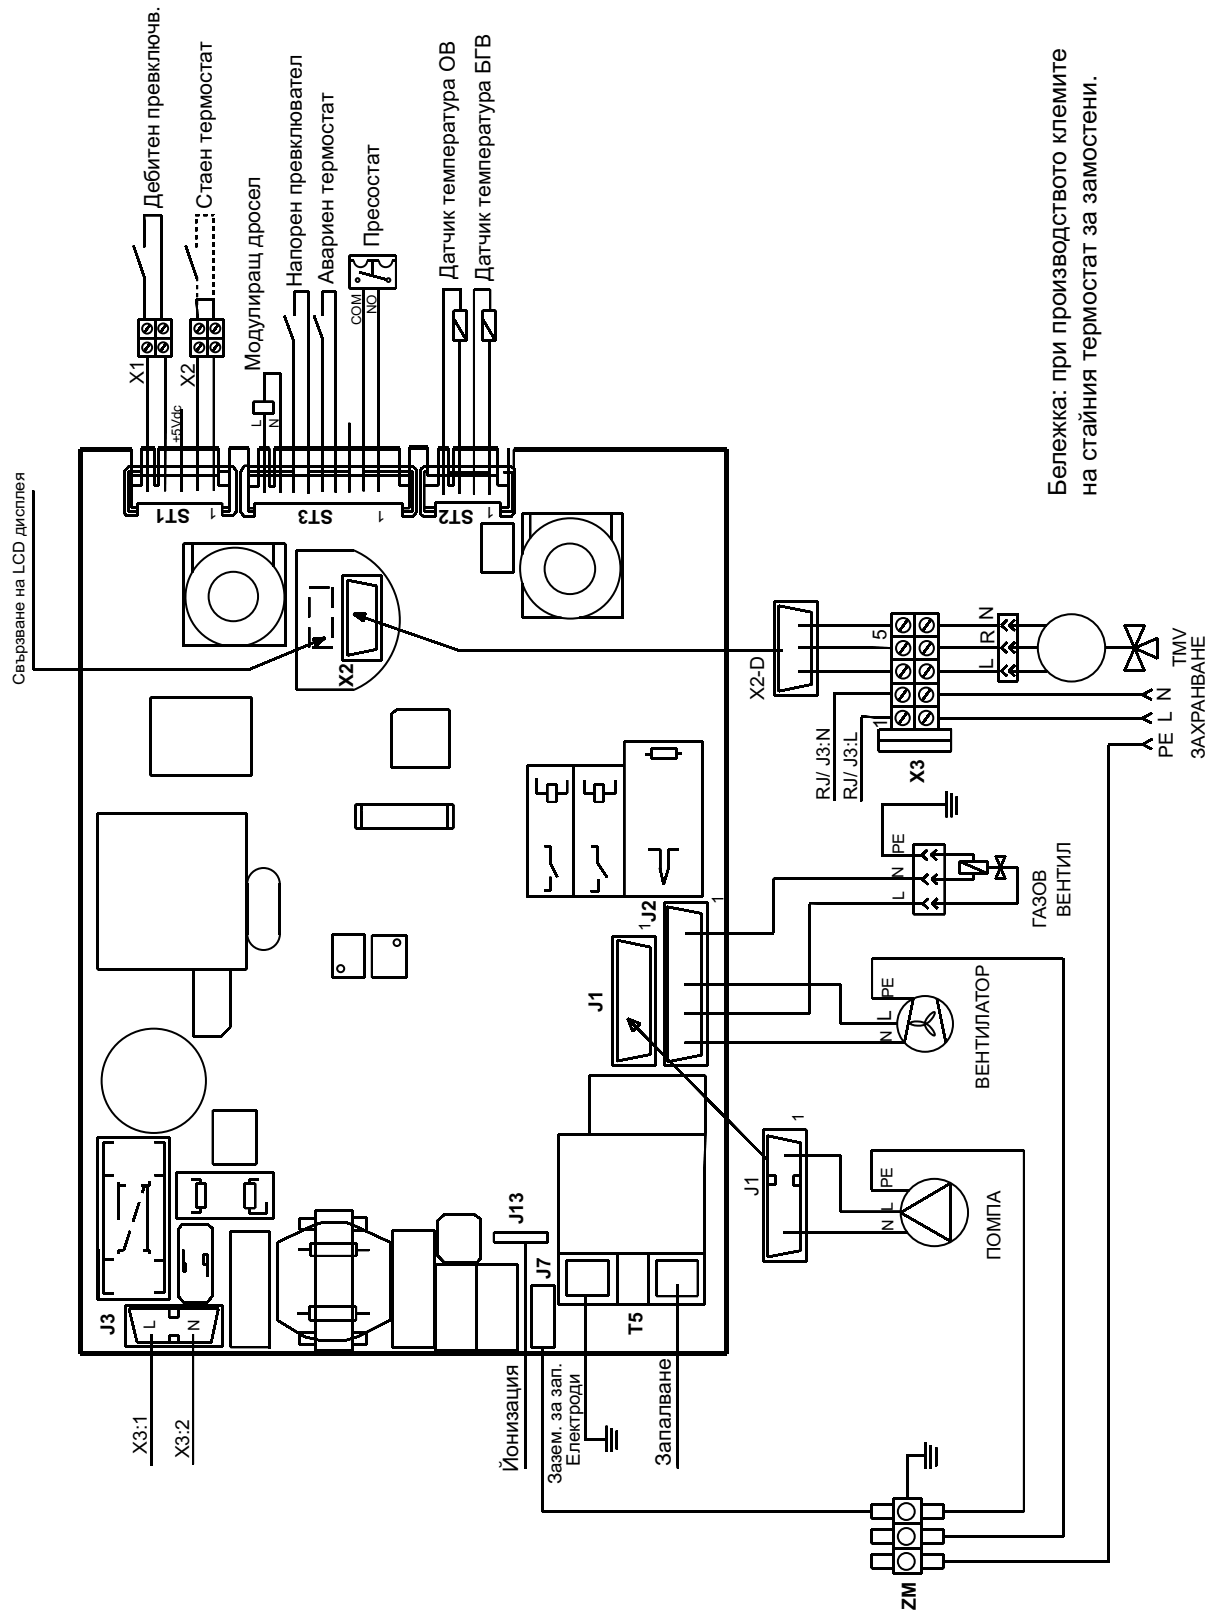 Свързване на LCD дисплея
X1
Дебитен превключв.
+5Vdc
X2
Стаен термостат
Модулиращ дросел
L
N
Напорен превклювател
Авариен термостат
COM
NO
Пресостат
Датчик температура ОВ
Датчик температура БГВ
ST1
1
ST3
1
ST2
1
X2
J3
L
N
X3:1
X3:2
J13
J7
T5
J1
1
J2
1
Йонизация
Зазем. за зап.
Електроди
Запалване
J1
1
N
L
PE
ПОМПА
N
L
PE
ВЕНТИЛАТОР
L
N
PE
ГАЗОВ
ВЕНТИЛ
X2-D
RJ/ J3:N
RJ/ J3:L
1
5
X3
L R N
TMV
PE L N
ЗАХРАНВАНЕ
ZM
Бележка: при производството клемите
на стайния термостат за замостени.